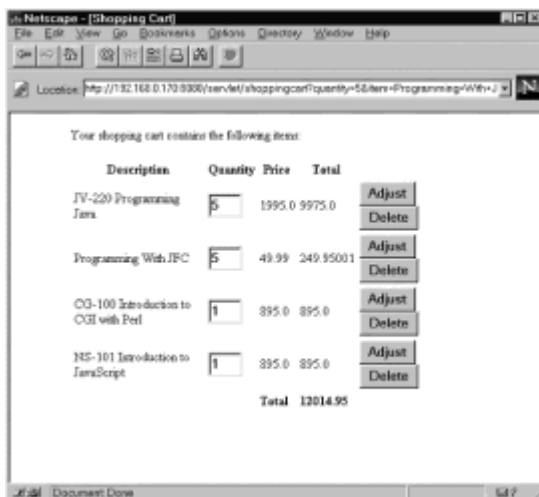 Netscape - [Shopping Cart]
File Edit View Go Bookmarks Options Directory Window Help
Location: http://192.168.0.170:8080/servlet/shoppingcart?quantity=5&item=Programming+With+J
N
Your shopping cart contains the following items:
Description Quantity Price Total
JV-220 Programming
Java
5 1995.0 9975.0 Adjust
Delete
Programming With JFC 5 49.99 249.95001 Adjust
Delete
CG-100 Introduction to
CGI with Perl
1 895.0 895.0 Adjust
Delete
NS-101 Introduction to
JavaScript
1 895.0 895.0 Adjust
Delete
Total 12014.95
Document: Done